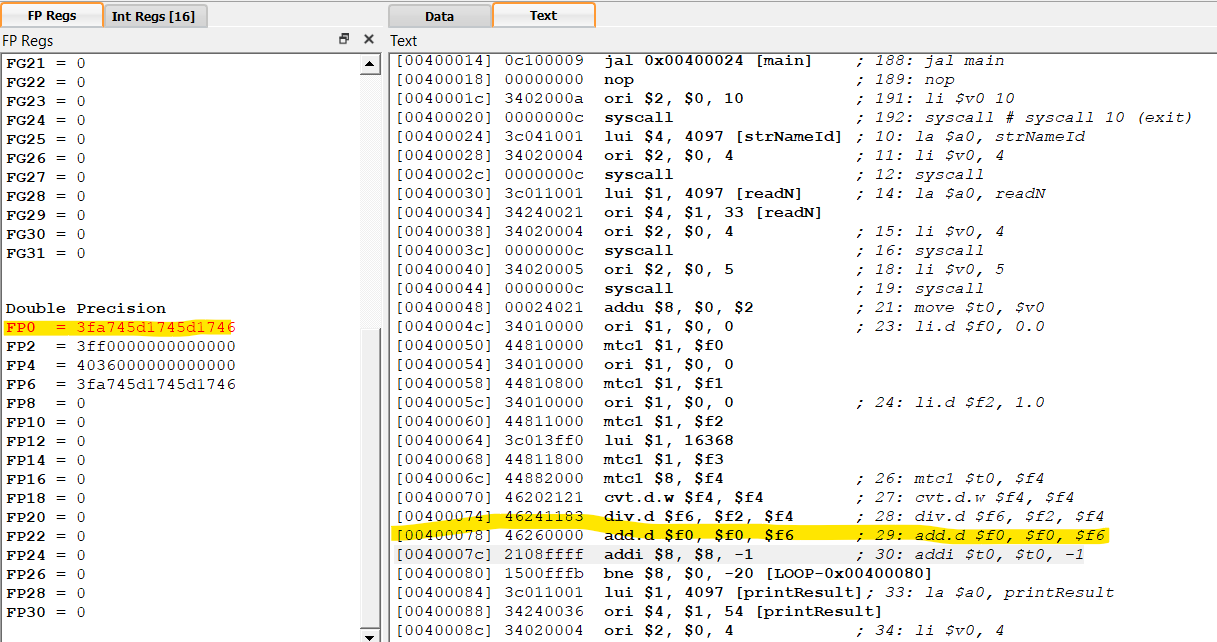 FP Regs
Int Regs [16]
FP Regs
FG21 = 0
FG22 = 0
FG23 = 0
FG24 = 0
FG25 = 0
FG26 = 0
FG27 = 0
FG28 = 0
FG29 = 0
FG30 = 0
FG31 = 0
Double Precision
FP0 = 3fa745d1745d1746
FP2 = 3ff0000000000000
FP4 = 4036000000000000
FP6 = 3fa745d1745d1746
FP8 = 0
FP10 = 0
FP12 = 0
FP14 = 0
FP16 = 0
FP18 = 0
FP20 = 0
FP22 = 0
FP24 = 0
FP26 = 0
FP28 = 0
FP30 = 0
Data
Text
Text
[00400014] 0c100009 jal 0x00400024 [main] ; 188: jal main
[00400018] 00000000 nop ; 189: nop
[0040001c] 3402000a ori $2, $0, 10 ; 191: li $v0 10
[00400020] 0000000c syscall ; 192: syscall # syscall 10 (exit)
[00400024] 3c041001 lui $4, 4097 [strNameId] ; 10: la $a0, strNameId
[00400028] 34020004 ori $2, $0, 4 ; 11: li $v0, 4
[0040002c] 0000000c syscall ; 12: syscall
[00400030] 3c011001 lui $1, 4097 [readN] ; 14: la $a0, readN
[00400034] 34240021 ori $4, $1, 33 [readN]
[00400038] 34020004 ori $2, $0, 4 ; 15: li $v0, 4
[0040003c] 0000000c syscall ; 16: syscall
[00400040] 34020005 ori $2, $0, 5 ; 18: li $v0, 5
[00400044] 0000000c syscall ; 19: syscall
[00400048] 00024021 addu $8, $0, $2 ; 21: move $t0, $v0
[0040004c] 34010000 ori $1, $0, 0 ; 23: li.d $f0, 0.0
[00400050] 44810000 mtc1 $1, $f0
[00400054] 34010000 ori $1, $0, 0
[00400058] 44810800 mtc1 $1, $f1
[0040005c] 34010000 ori $1, $0, 0 ; 24: li.d $f2, 1.0
[00400060] 44811000 mtc1 $1, $f2
[00400064] 3c013ff0 lui $1, 16368
[00400068] 44811800 mtc1 $1, $f3
[0040006c] 44882000 mtc1 $8, $f4 ; 26: mtc1 $t0, $f4
[00400070] 46202121 cvt.d.w $f4, $f4 ; 27: cvt.d.w $f4, $f4
[00400074] 46241183 div.d $f6, $f2, $f4 ; 28: div.d $f6, $f2, $f4
[00400078] 46260000 add.d $f0, $f0, $f6 ; 29: add.d $f0, $f0, $f6
[0040007c] 2108ffff addi $8, $8, -1 ; 30: addi $t0, $t0, -1
[00400080] 1500fffb bne $8, $0, -20 [LOOP-0x00400080]
[00400084] 3c011001 lui $1, 4097 [printResult]; 33: la $a0, printResult
[00400088] 34240036 ori $4, $1, 54 [printResult]
[0040008c] 34020004 ori $2, $0, 4 ; 34: li $v0, 4